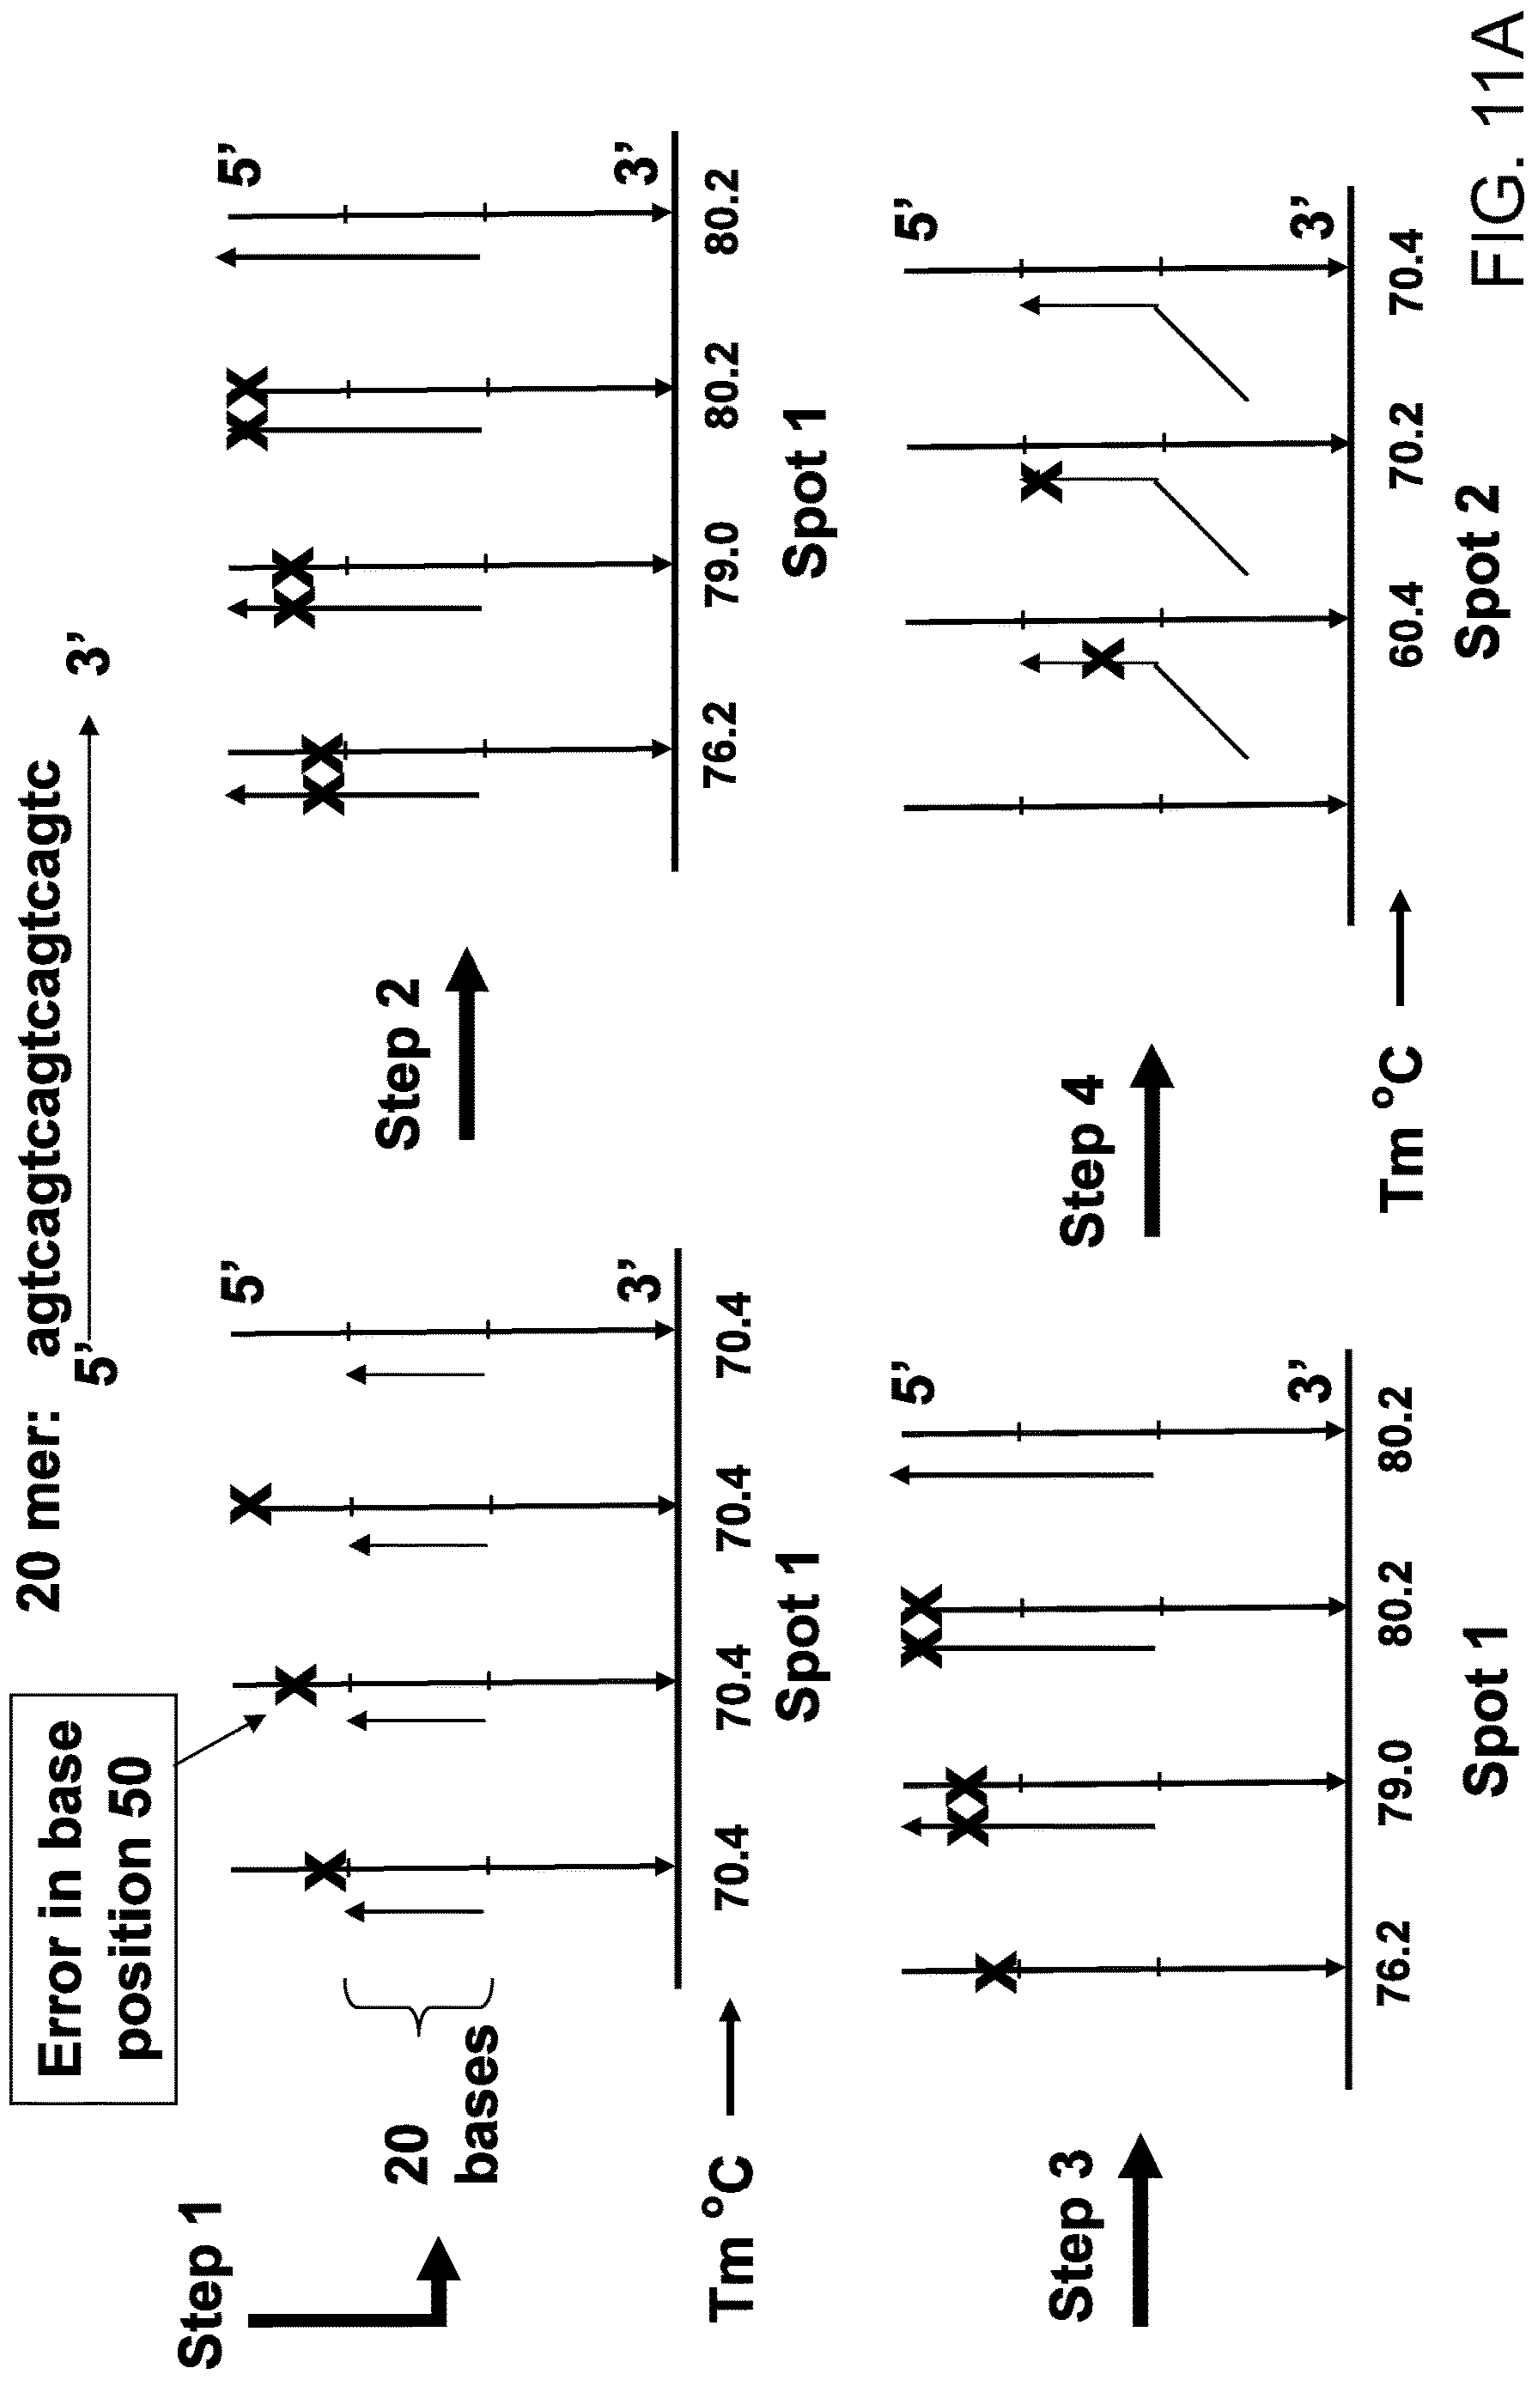 20 mer: agtcagtcagtcagtcagtc
5’ 3’
Error in base
position 50
Step 1
20
bases
5’
3’
Tm °C
70.4 70.4 70.4 70.4
Spot 1
Step 2
5’
3’
76.2 79.0 80.2 80.2
Spot 1
Step 3
5’
3’
76.2 79.0 80.2 80.2
Spot 1
Step 4
5’
3’
Tm °C
60.4 70.2 70.4
Spot 2
FIG. 11A